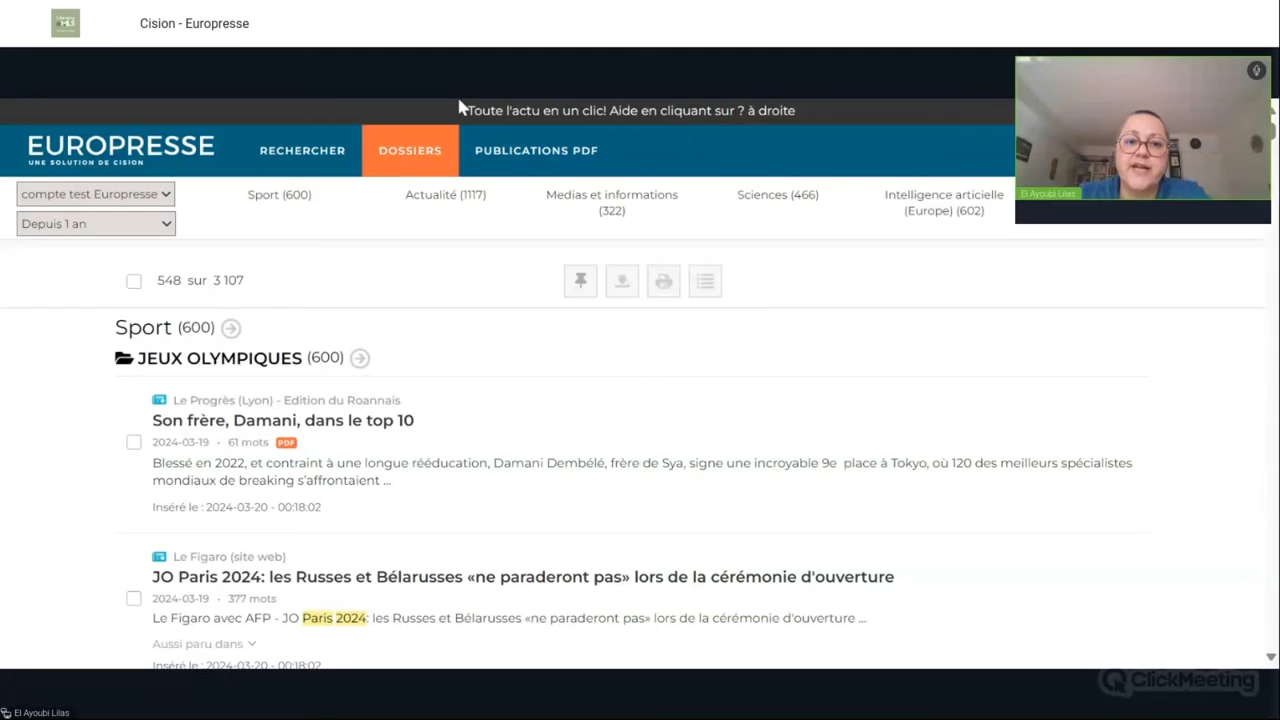 Cision - Europresse
Toute l'actu en un clic! Aide en cliquant sur ? à droite
EUROPRESSE
UNE SOLUTION DE CISION
RECHERCHER
DOSSIERS
PUBLICATIONS PDF
El Ayoubi Lilas
compte test Europresse
Depuis 1 an
Sport (600)
Actualité (1117)
Medias et informations
(322)
Sciences (466)
Intelligence articielle
(Europe) (602)
548 sur 3 107
Sport (600)
JEUX OLYMPIQUES (600)
Le Progrès (Lyon) - Edition du Roannais
Son frère, Damani, dans le top 10
2024-03-19 • 61 mots PDF
Blessé en 2022, et contraint à une longue rééducation, Damani Dembélé, frère de Sya, signe une incroyable 9e place à Tokyo, où 120 des meilleurs spécialistes
mondiaux de breaking s'affrontaient ...
Inséré le : 2024-03-20 - 00:18:02
Le Figaro (site web)
JO Paris 2024: les Russes et Bélarusses «ne paraderont pas» lors de la cérémonie d'ouverture
2024-03-19 • 377 mots
Le Figaro avec AFP - JO Paris 2024: les Russes et Bélarusses «ne paraderont pas» lors de la cérémonie d'ouverture ...
Aussi paru dans
Inséré le : 2024-03-20 - 00:18:02
ClickMeeting
El Ayoubi Lilas